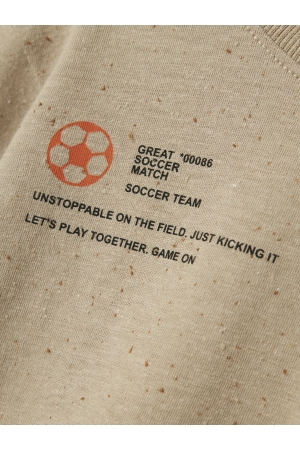 GREAT *00086
SOCCER
MATCH
SOCCER TEAM
UNSTOPPABLE ON THE FIELD, JUST KICKING IT
LET'S PLAY TOGETHER. GAME ON